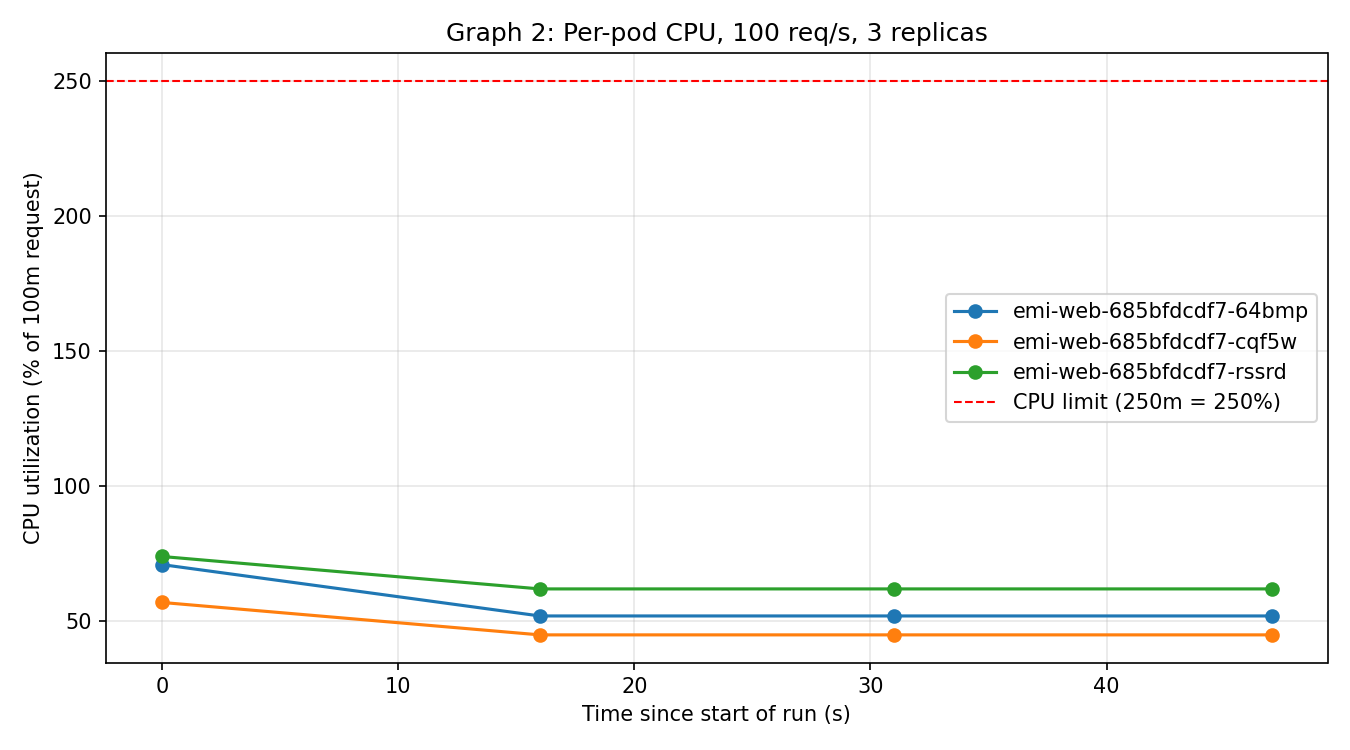 Graph 2: Per-pod CPU, 100 req/s, 3 replicas
CPU utilization (% of 100m request)
250
200
150
100
50
emi-web-685bfdcdf7-64bmp
emi-web-685bfdcdf7-cqf5w
emi-web-685bfdcdf7-rssrd
CPU limit (250m = 250%)
0 10 20 30 40
Time since start of run (s)